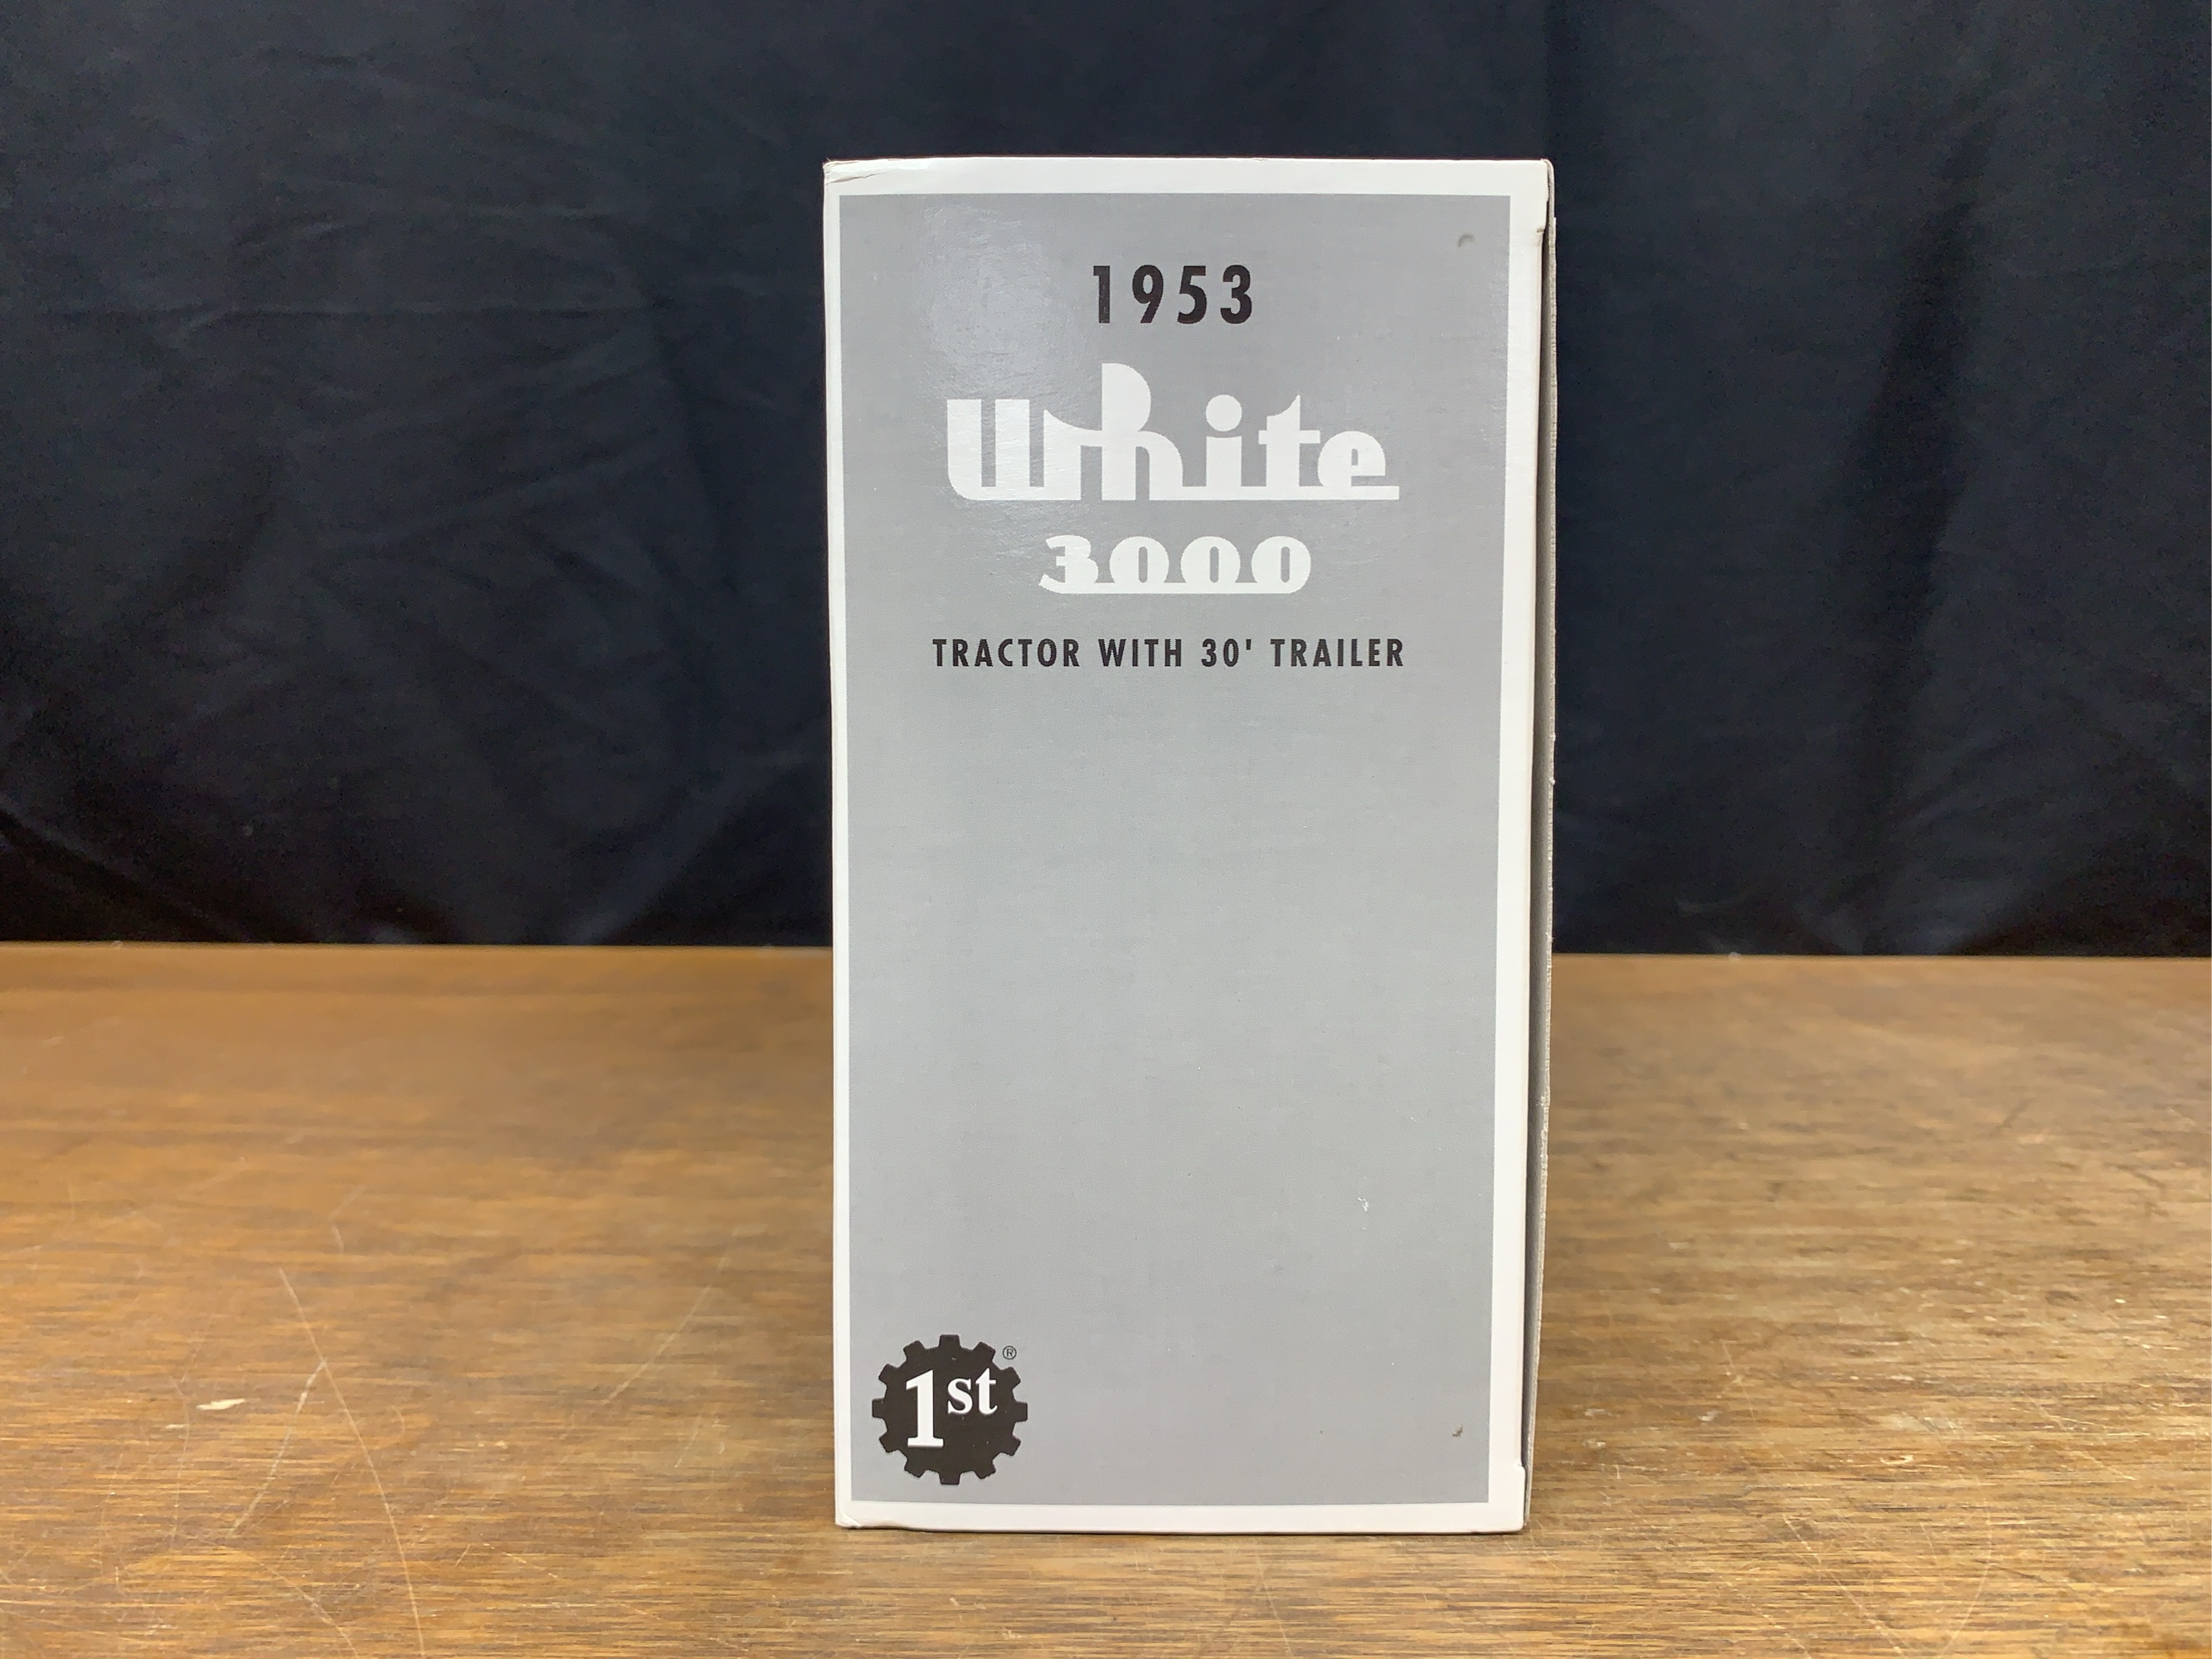 1953
White
3000
TRACTOR WITH 30' TRAILER
1st ®